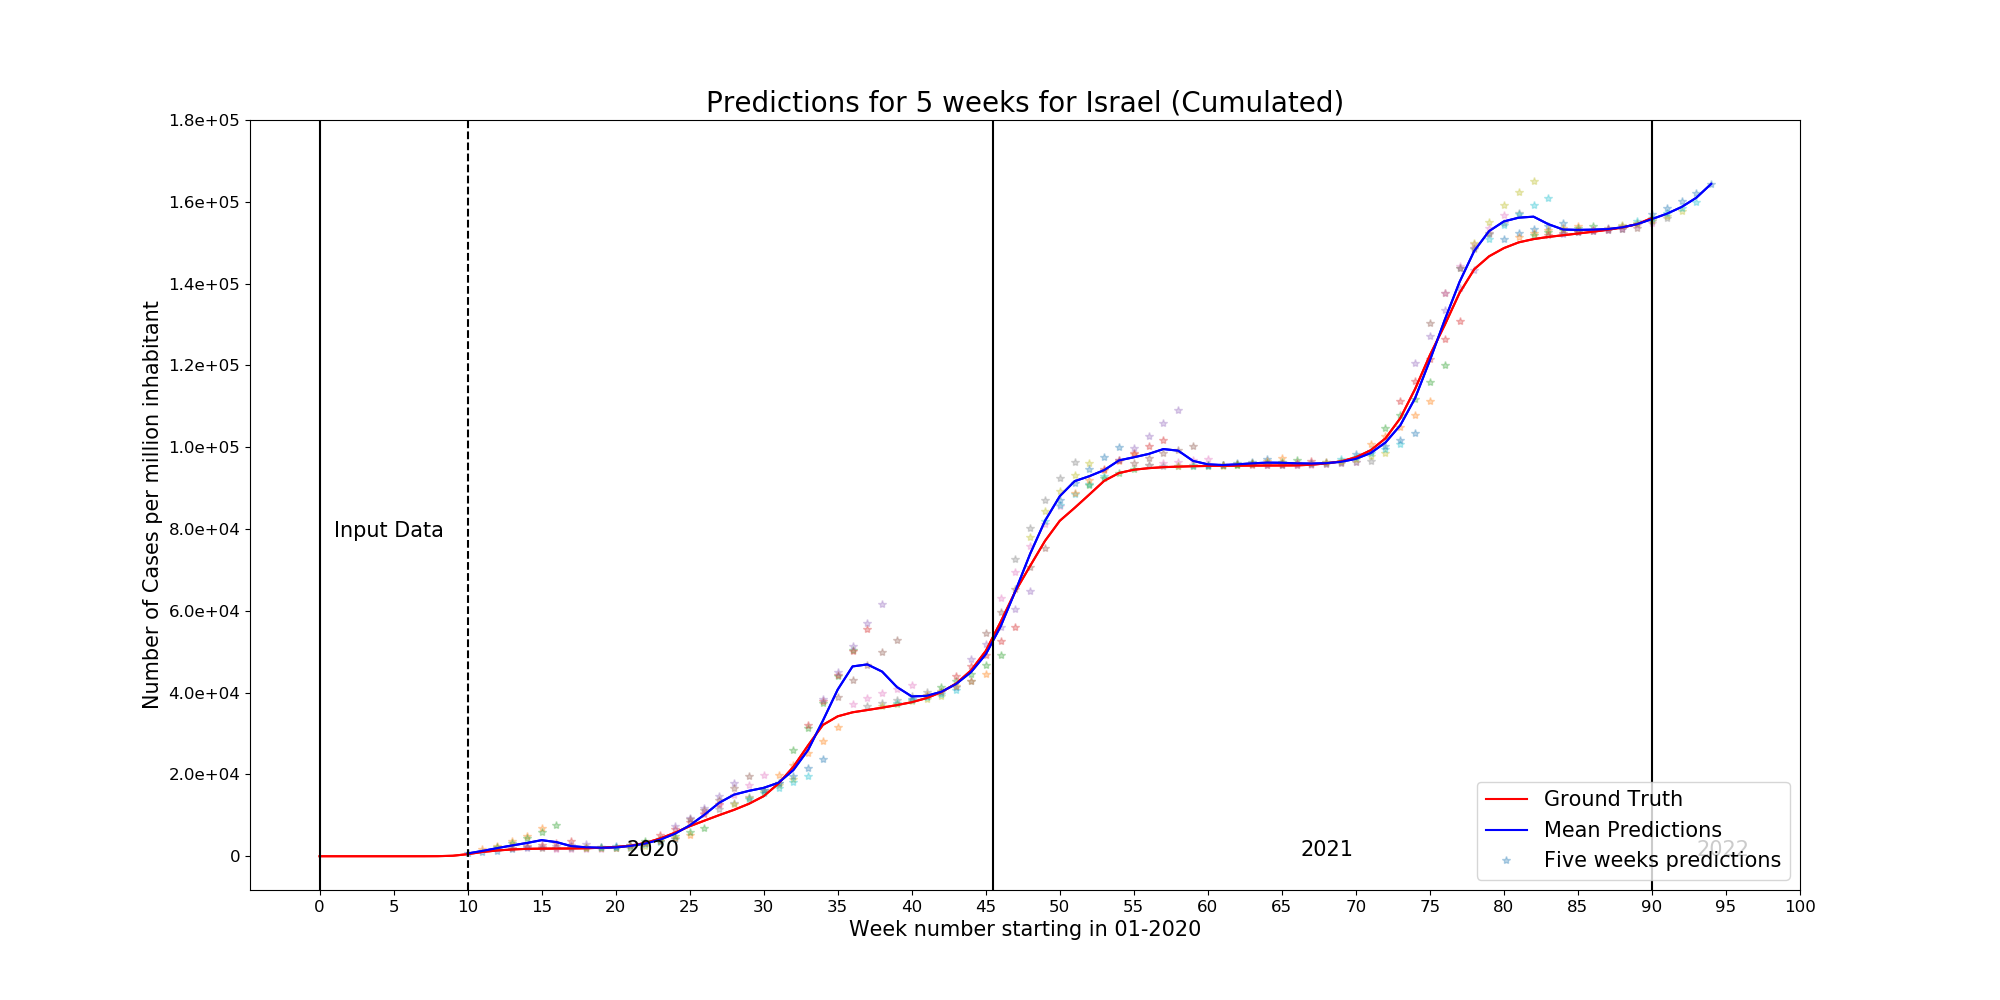 Predictions for 5 weeks for Israel (Cumulated)
1.8e+05
1.6e+05
1.4e+05
1.2e+05
1.0e+05
8.0e+04
6.0e+04
4.0e+04
2.0e+04
0
Number of Cases per million inhabitant
Input Data
2020
2021
2022
Ground Truth
Mean Predictions
Five weeks predictions
0 5 10 15 20 25 30 35 40 45 50 55 60 65 70 75 80 85 90 95 100
Week number starting in 01-2020